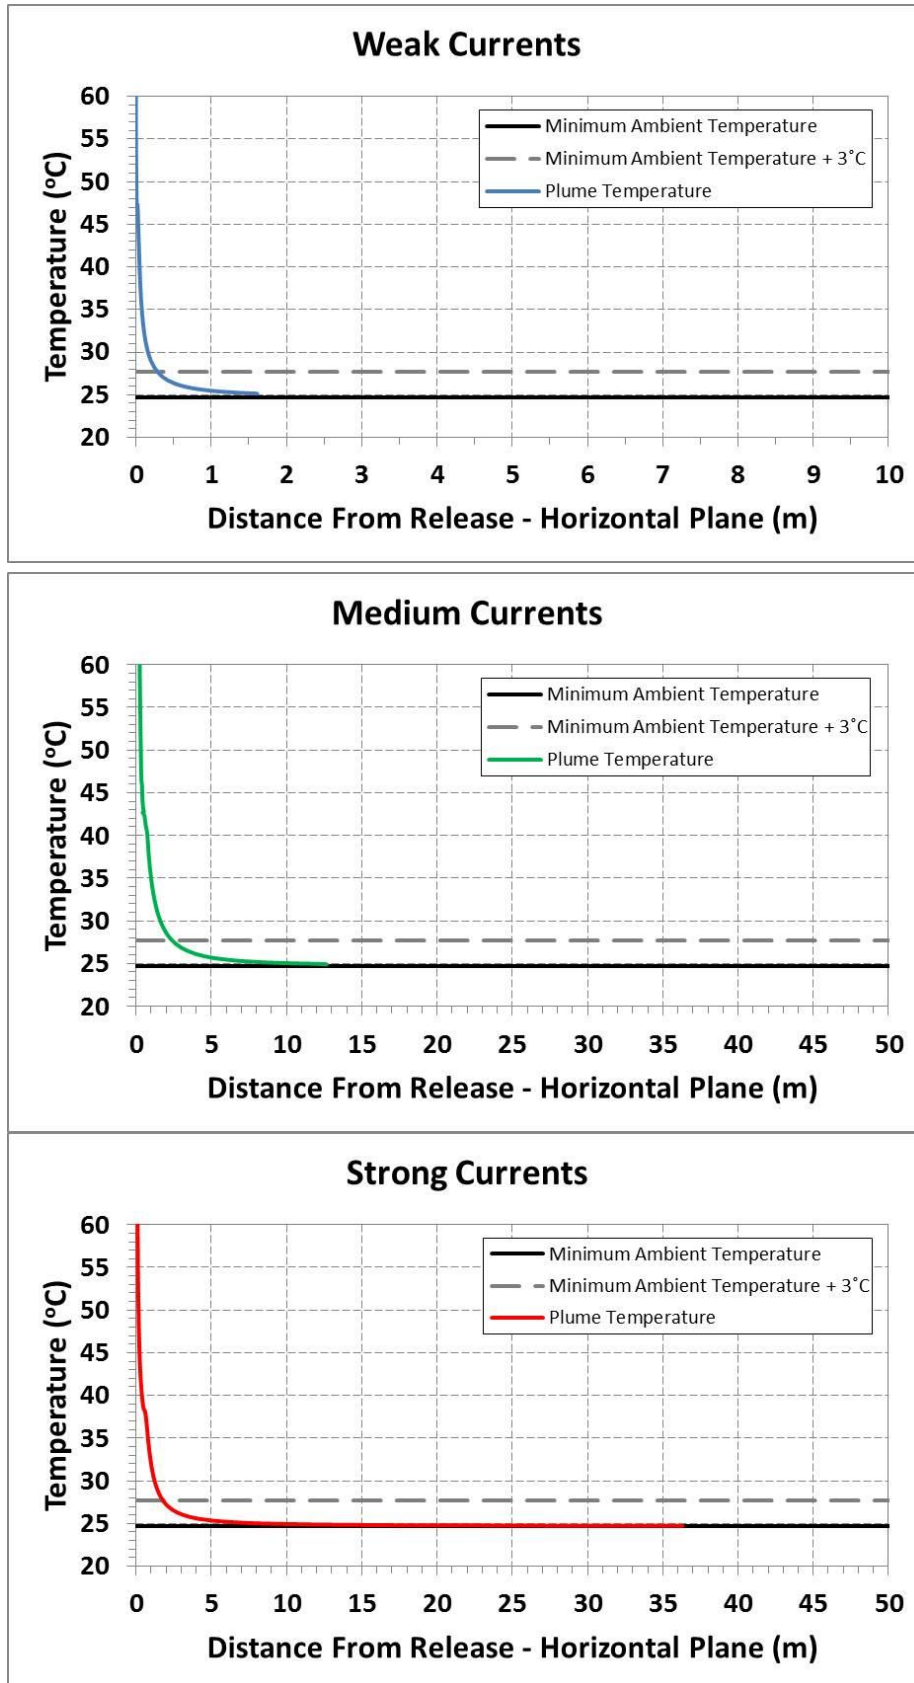 Weak Currents
60
55
50
45
40
35
30
25
20
Temperature (ºC)
Minimum Ambient Temperature
Minimum Ambient Temperature + 3˚C
Plume Temperature
0 1 2 3 4 5 6 7 8 9 10
Distance From Release - Horizontal Plane (m)
Medium Currents
60
55
50
45
40
35
30
25
20
Temperature (ºC)
Minimum Ambient Temperature
Minimum Ambient Temperature + 3˚C
Plume Temperature
0 5 10 15 20 25 30 35 40 45 50
Distance From Release - Horizontal Plane (m)
Strong Currents
60
55
50
45
40
35
30
25
20
Temperature (ºC)
Minimum Ambient Temperature
Minimum Ambient Temperature + 3˚C
Plume Temperature
0 5 10 15 20 25 30 35 40 45 50
Distance From Release - Horizontal Plane (m)